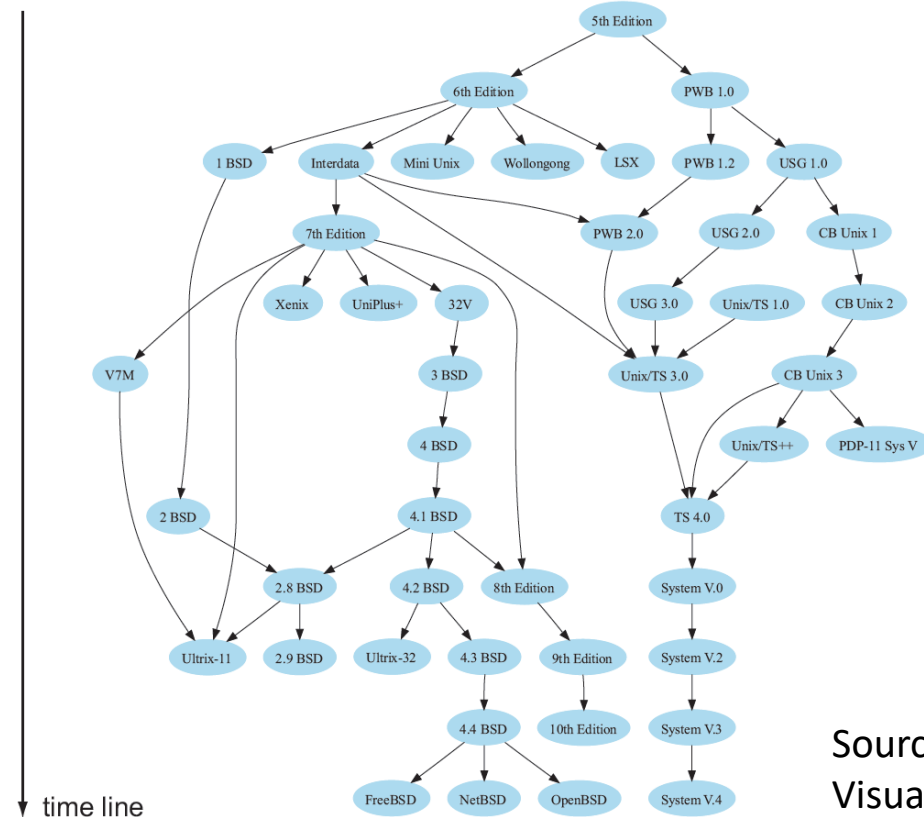 5th Edition
6th Edition
PWB 1.0
1 BSD
Interdata
Mini Unix
Wollongong
LSX
PWB 1.2
USG 1.0
7th Edition
PWB 2.0
USG 2.0
CB Unix 1
Xenix
UniPlus+
32V
USG 3.0
Unix/TS 1.0
CB Unix 2
V7M
3 BSD
Unix/TS 3.0
CB Unix 3
4 BSD
Unix/TS++
PDP-11 Sys V
2 BSD
4.1 BSD
TS 4.0
2.8 BSD
4.2 BSD
8th Edition
System V.0
Ultrix-11
2.9 BSD
Ultrix-32
4.3 BSD
9th Edition
System V.2
4.4 BSD
10th Edition
System V.3
Sourc
FreeBSD
NetBSD
OpenBSD
System V.4
Visua
time line